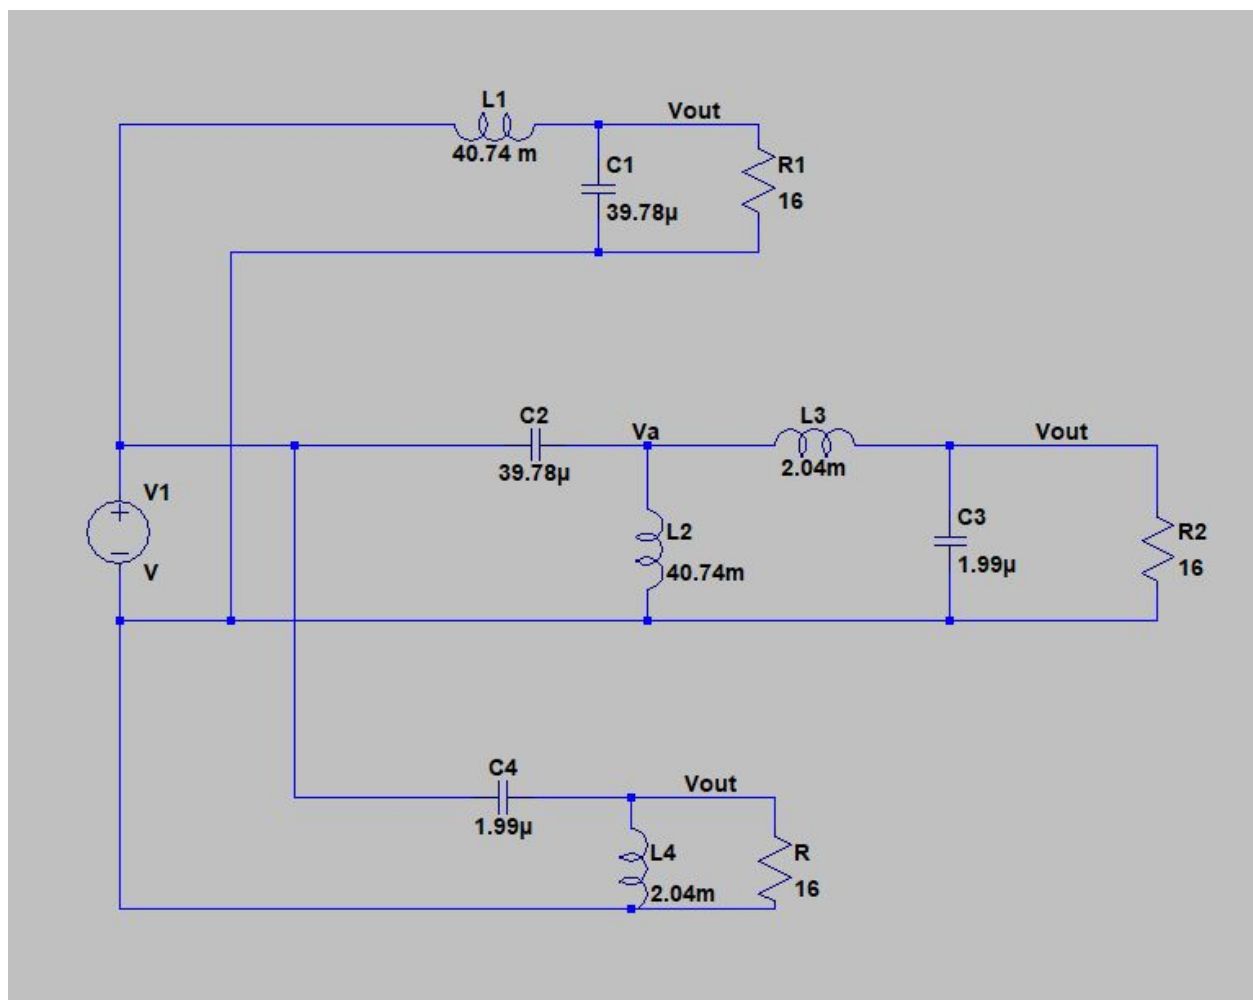 L1
40.74 m
Vout
C1
39.78µ
R1
16
C2
39.78µ
Va
L3
2.04m
Vout
V1
V
L2
40.74m
C3
1.99µ
R2
16
C4
1.99µ
Vout
L4
2.04m
R
16